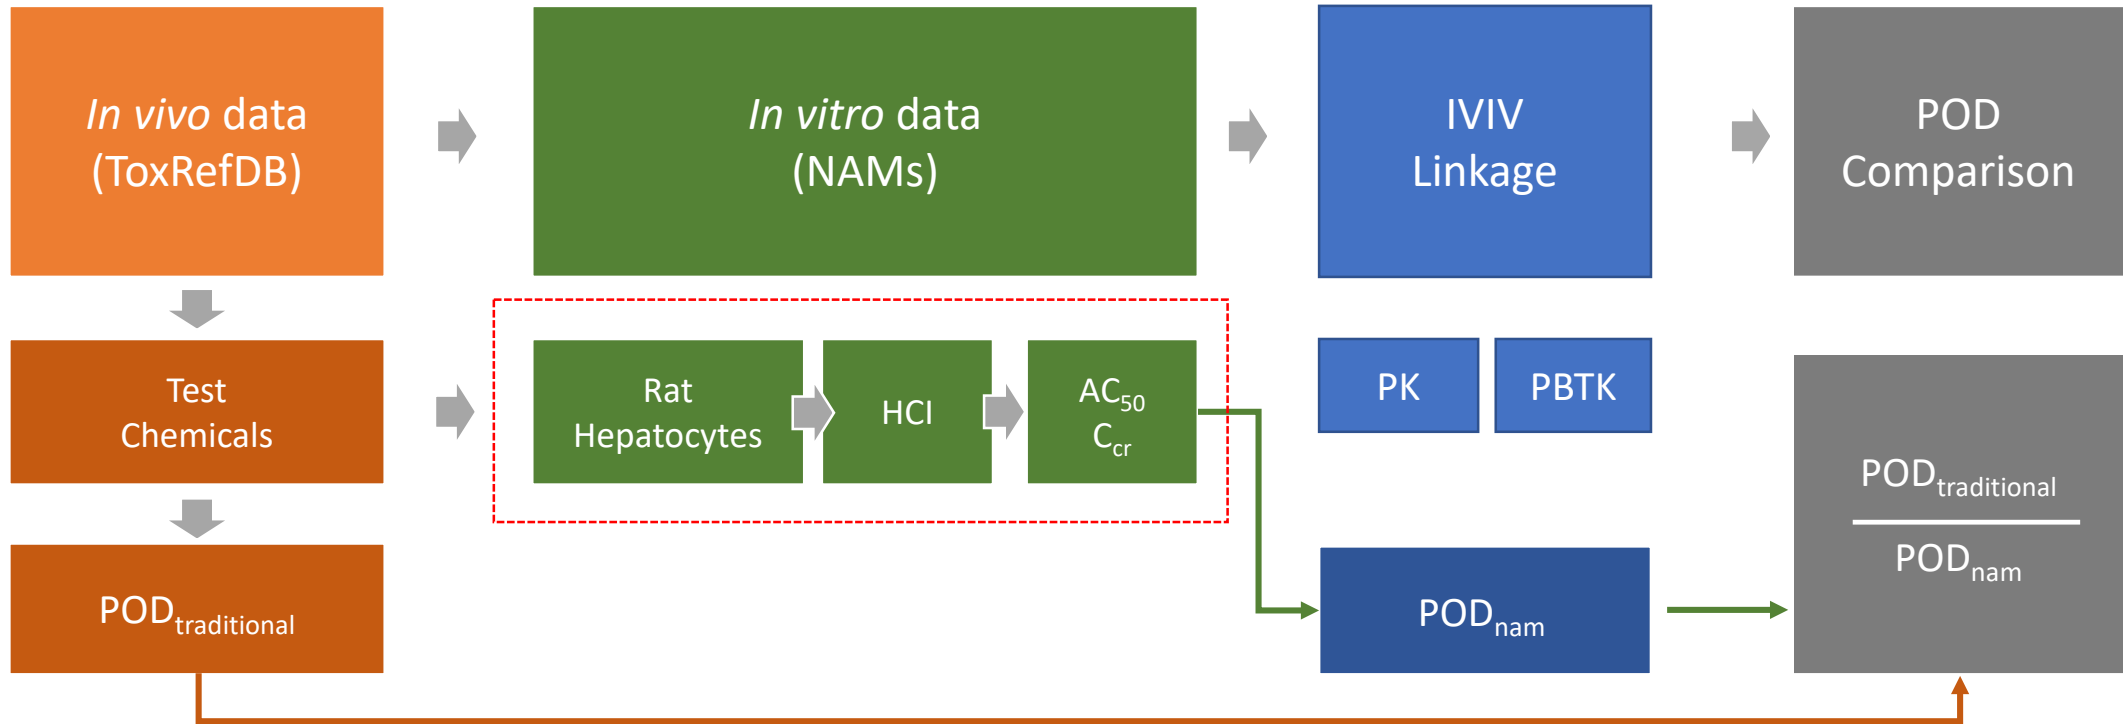 In vivo data
(ToxRefDB)
In vitro data
(NAMs)
IVIV
Linkage
POD
Comparison
Test
Chemicals
Rat
Hepatocytes
HCI
AC50
Ccr
PK
PBTK
PODtraditional
PODnam
PODtraditional
PODnam